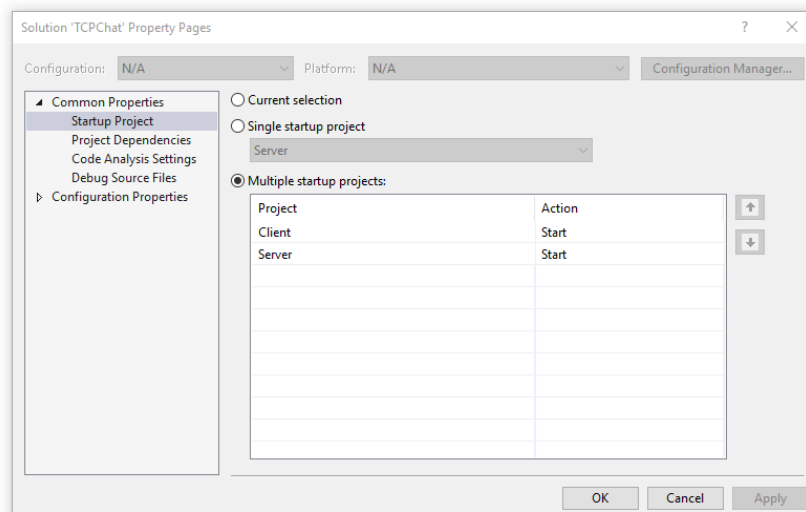 Solution 'TCPChat' Property Pages
?
Configuration: N/A Platform: N/A Configuration Manager...
Common Properties
Startup Project
Project Dependencies
Code Analysis Settings
Debug Source Files
Configuration Properties
Current selection
Single startup project
Server
Multiple startup projects:
Project Action
Client Start
Server Start
OK Cancel Apply